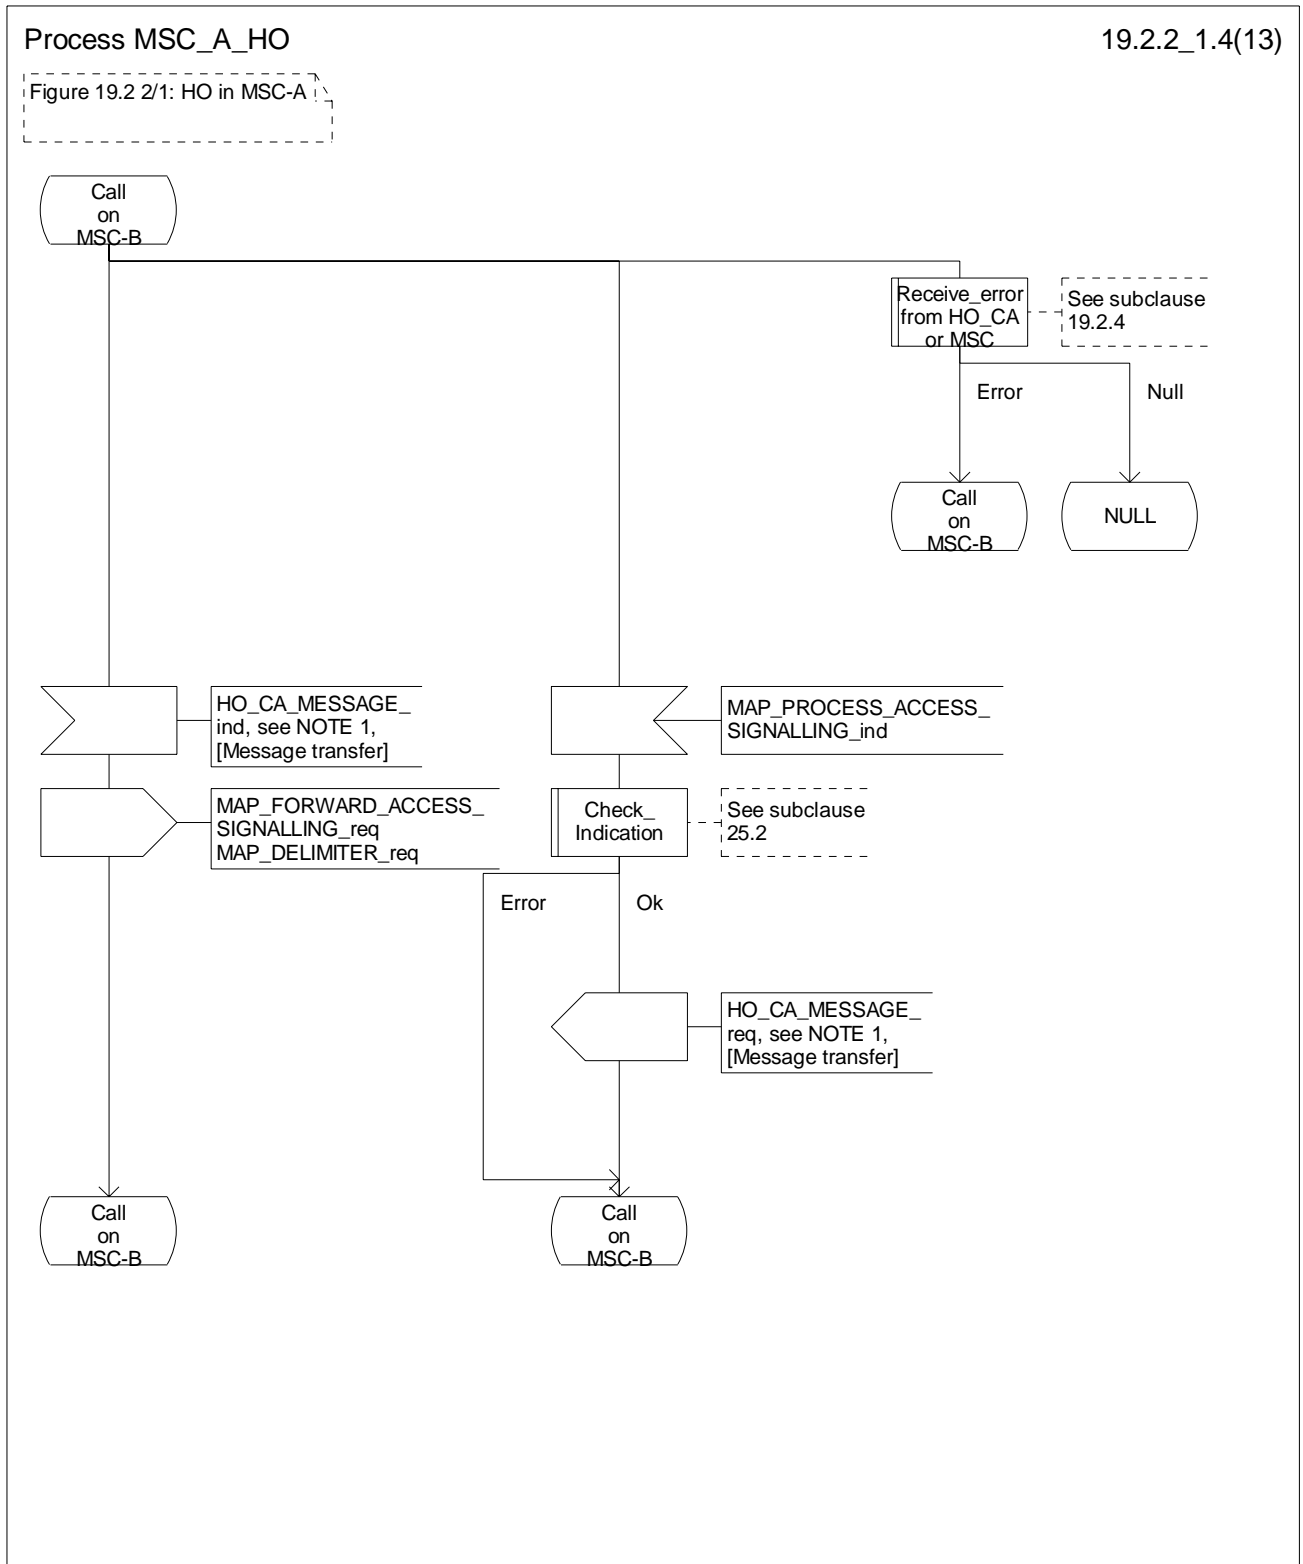 Process MSC_A_HO
19.2.2_1.4(13)
Figure 19.2 2/1: HO in MSC-A
Call
on
MSC-B
Receive_error
from HO_CA
or MSC
See subclause
19.2.4
Error
Null
Call
on
MSC-B
NULL
HO_CA_MESSAGE_
ind, see NOTE 1,
[Message transfer]
MAP_PROCESS_ACCESS_
SIGNALLING_ind
MAP_FORWARD_ACCESS_
SIGNALLING_req
MAP_DELIMITER_req
Check_
Indication
See subclause
25.2
Error
Ok
HO_CA_MESSAGE_
req, see NOTE 1,
[Message transfer]
Call
on
MSC-B
Call
on
MSC-B